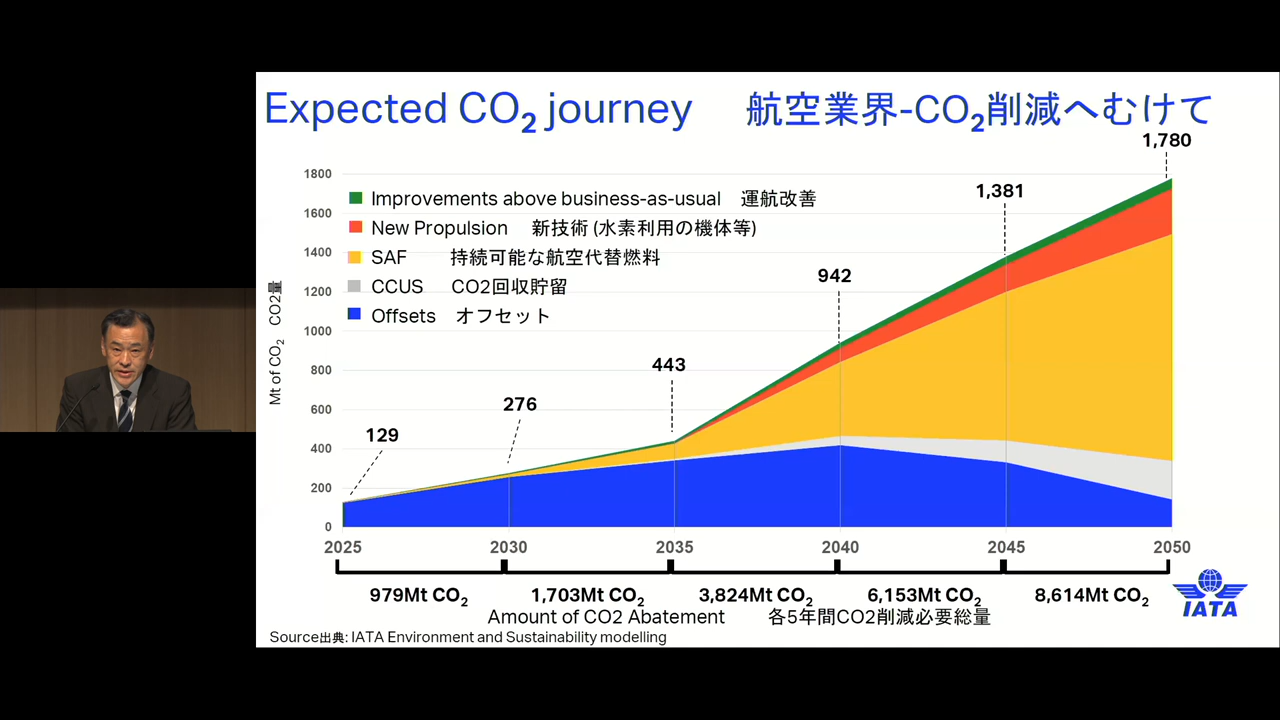 Expected CO2 journey 航空業界-CO2削減へむけて
1,780
1800
1600
1400
1200
1000
800
600
400
200
0
Mt of CO2 CO2量
Improvements above business-as-usual 運航改善
New Propulsion 新技術 (水素利用の機体等)
SAF 持続可能な航空代替燃料
CCUS CO2回収貯留
Offsets オフセット
129
276
443
942
1,381
2025 2030 2035 2040 2045 2050
979Mt CO2 1,703Mt CO2 3,824Mt CO2 6,153Mt CO2 8,614Mt CO2
Amount of CO2 Abatement 各5年間CO2削減必要総量
Source出典: IATA Environment and Sustainability modelling
IATA